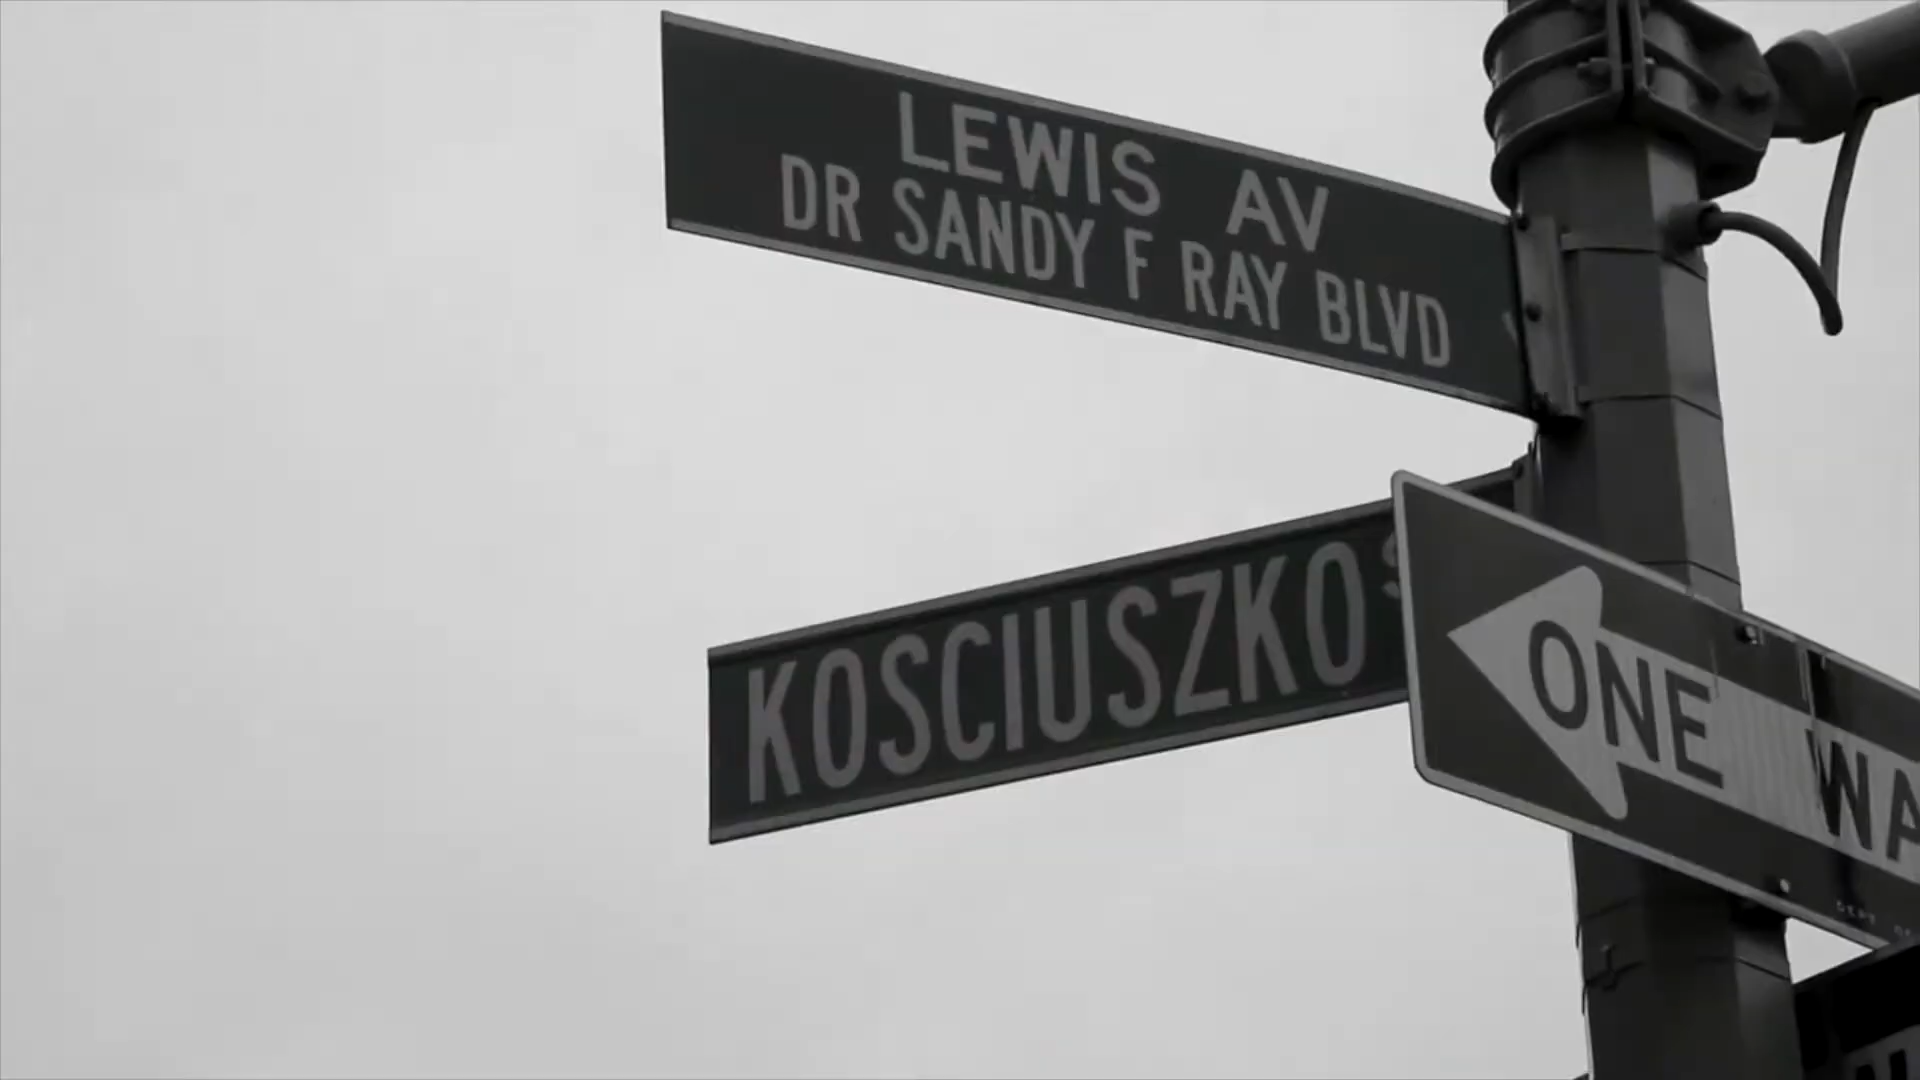 LEWIS AV
DR SANDY F RAY BLVD
KOSCIUSZKO
ONE